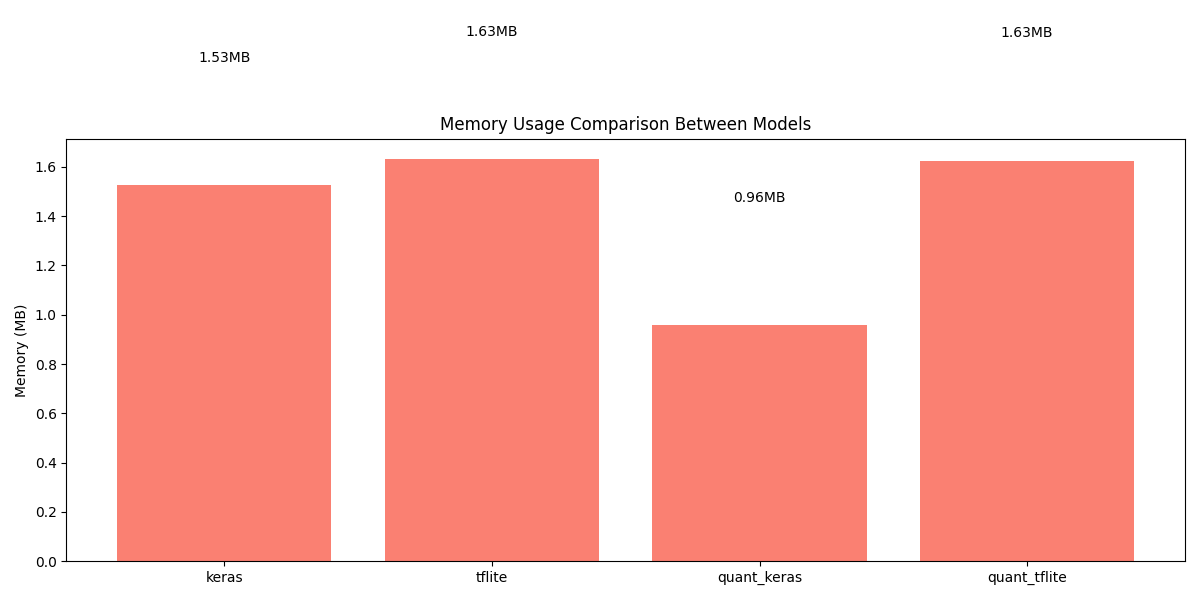 1.63MB
1.63MB
1.53MB
Memory Usage Comparison Between Models
1.6
0.96MB
1.4
1.2
1.0
0.8
0.6
0.4
0.2
0.0
Memory (MB)
keras
tflite
quant_keras
quant_tflite